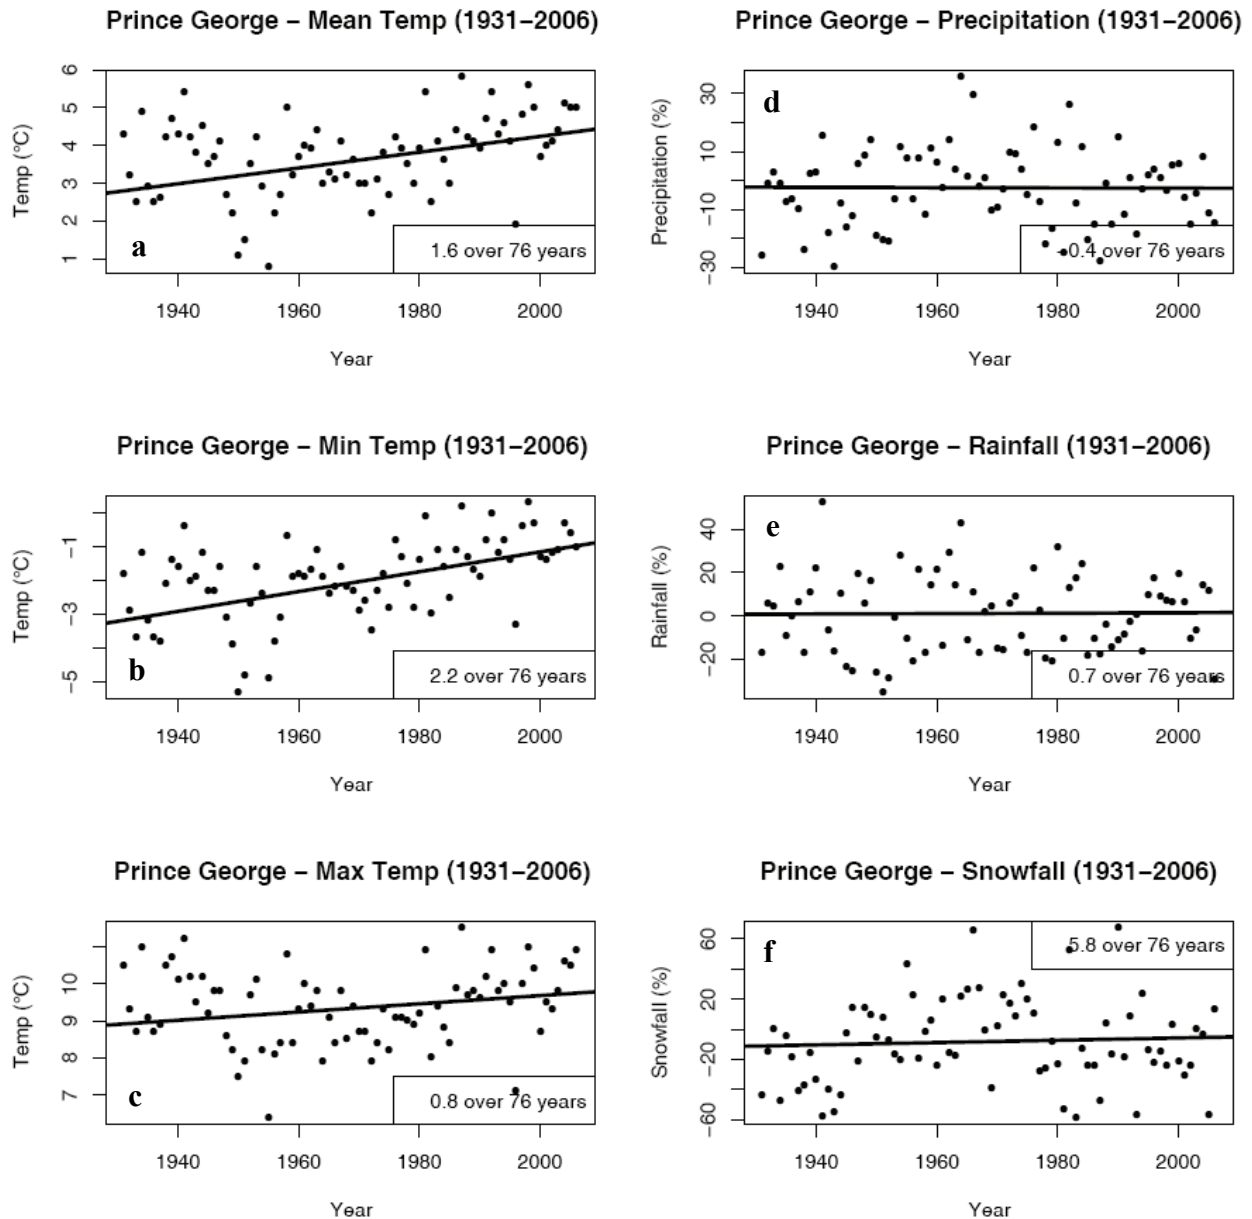 Prince George – Mean Temp (1931–2006)
Temp (°C)
6
5
4
3
2
1
a
1.6 over 76 years
1940 1960 1980 2000
Year
Prince George – Precipitation (1931–2006)
Precipitation (%)
30
10
−10
−30
d
−0.4 over 76 years
1940 1960 1980 2000
Year
Prince George – Min Temp (1931–2006)
Temp (°C)
−1
−3
−5
b
2.2 over 76 years
1940 1960 1980 2000
Year
Prince George – Rainfall (1931–2006)
Rainfall (%)
40
20
0
−20
e
0.7 over 76 years
1940 1960 1980 2000
Year
Prince George – Max Temp (1931–2006)
Temp (°C)
10
9
8
7
c
0.8 over 76 years
1940 1960 1980 2000
Year
Prince George – Snowfall (1931–2006)
Snowfall (%)
60
20
−20
−60
f
5.8 over 76 years
1940 1960 1980 2000
Year